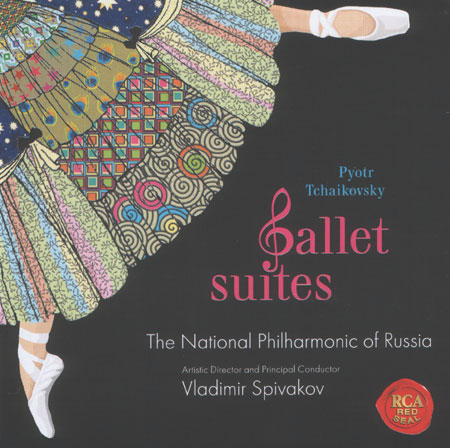 Pyotr
Tchaikovsky
Ballet
suites
The National Philharmonic of Russia
Artistic Director and Principal Conductor
Vladimir Spivakov
RCA
RED
SEAL